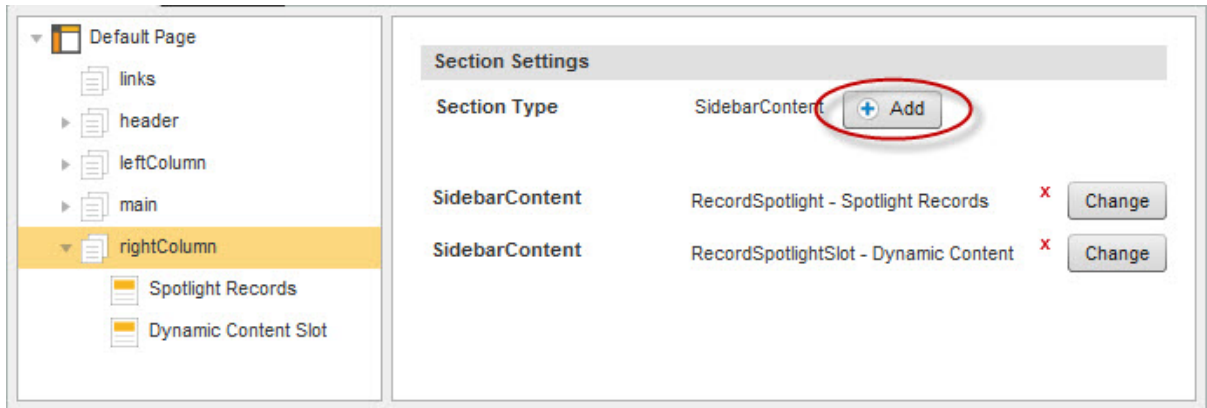 Default Page
links
header
leftColumn
main
rightColumn
Spotlight Records
Dynamic Content Slot
Section Settings
Section Type SidebarContent Add
SidebarContent RecordSpotlight - Spotlight Records x Change
SidebarContent RecordSpotlightSlot - Dynamic Content x Change